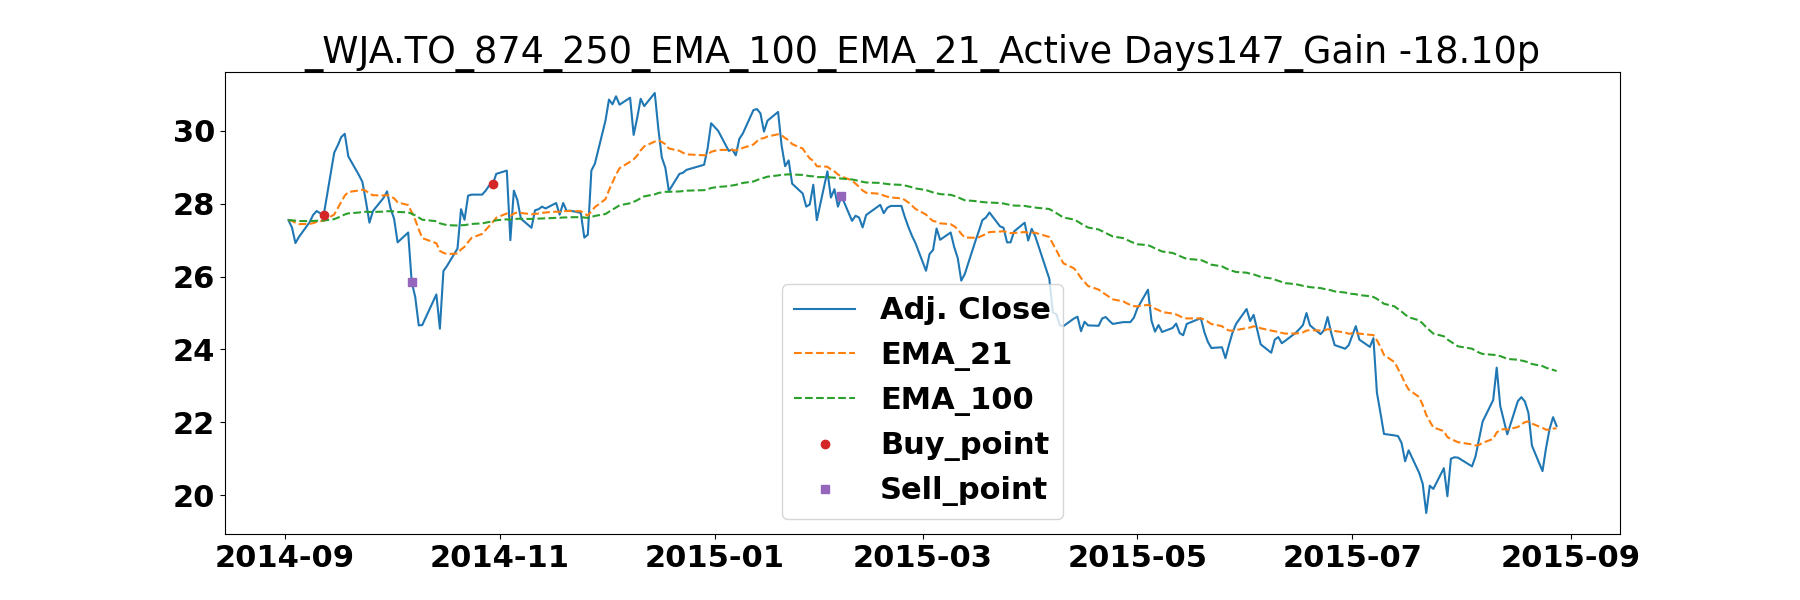 _WJA.TO_874_250_EMA_100_EMA_21_Active Days147_Gain -18.10p
30
28
26
24
22
20
Adj. Close
EMA_21
EMA_100
Buy_point
Sell_point
2014-09 2014-11 2015-01 2015-03 2015-05 2015-07 2015-09